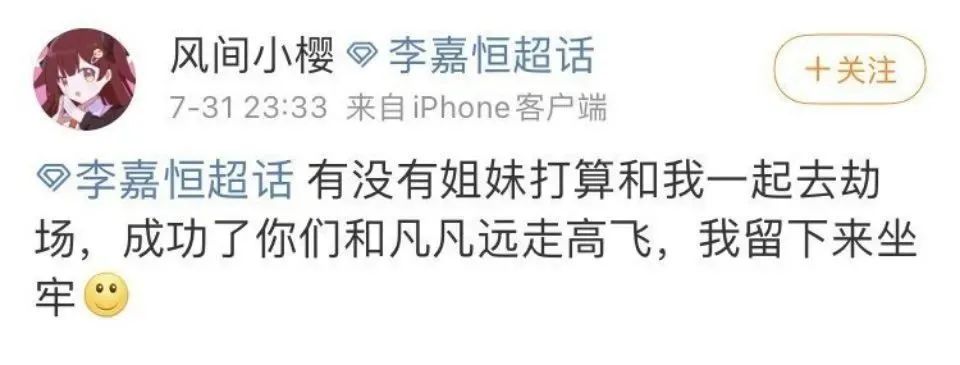 风间小樱 李嘉恒超话
+关注
7-31 23:33 来自iPhone客户端
李嘉恒超话 有没有姐妹打算和我一起去劫
场，成功了你们和凡凡远走高飞，我留下来坐
牢🙂